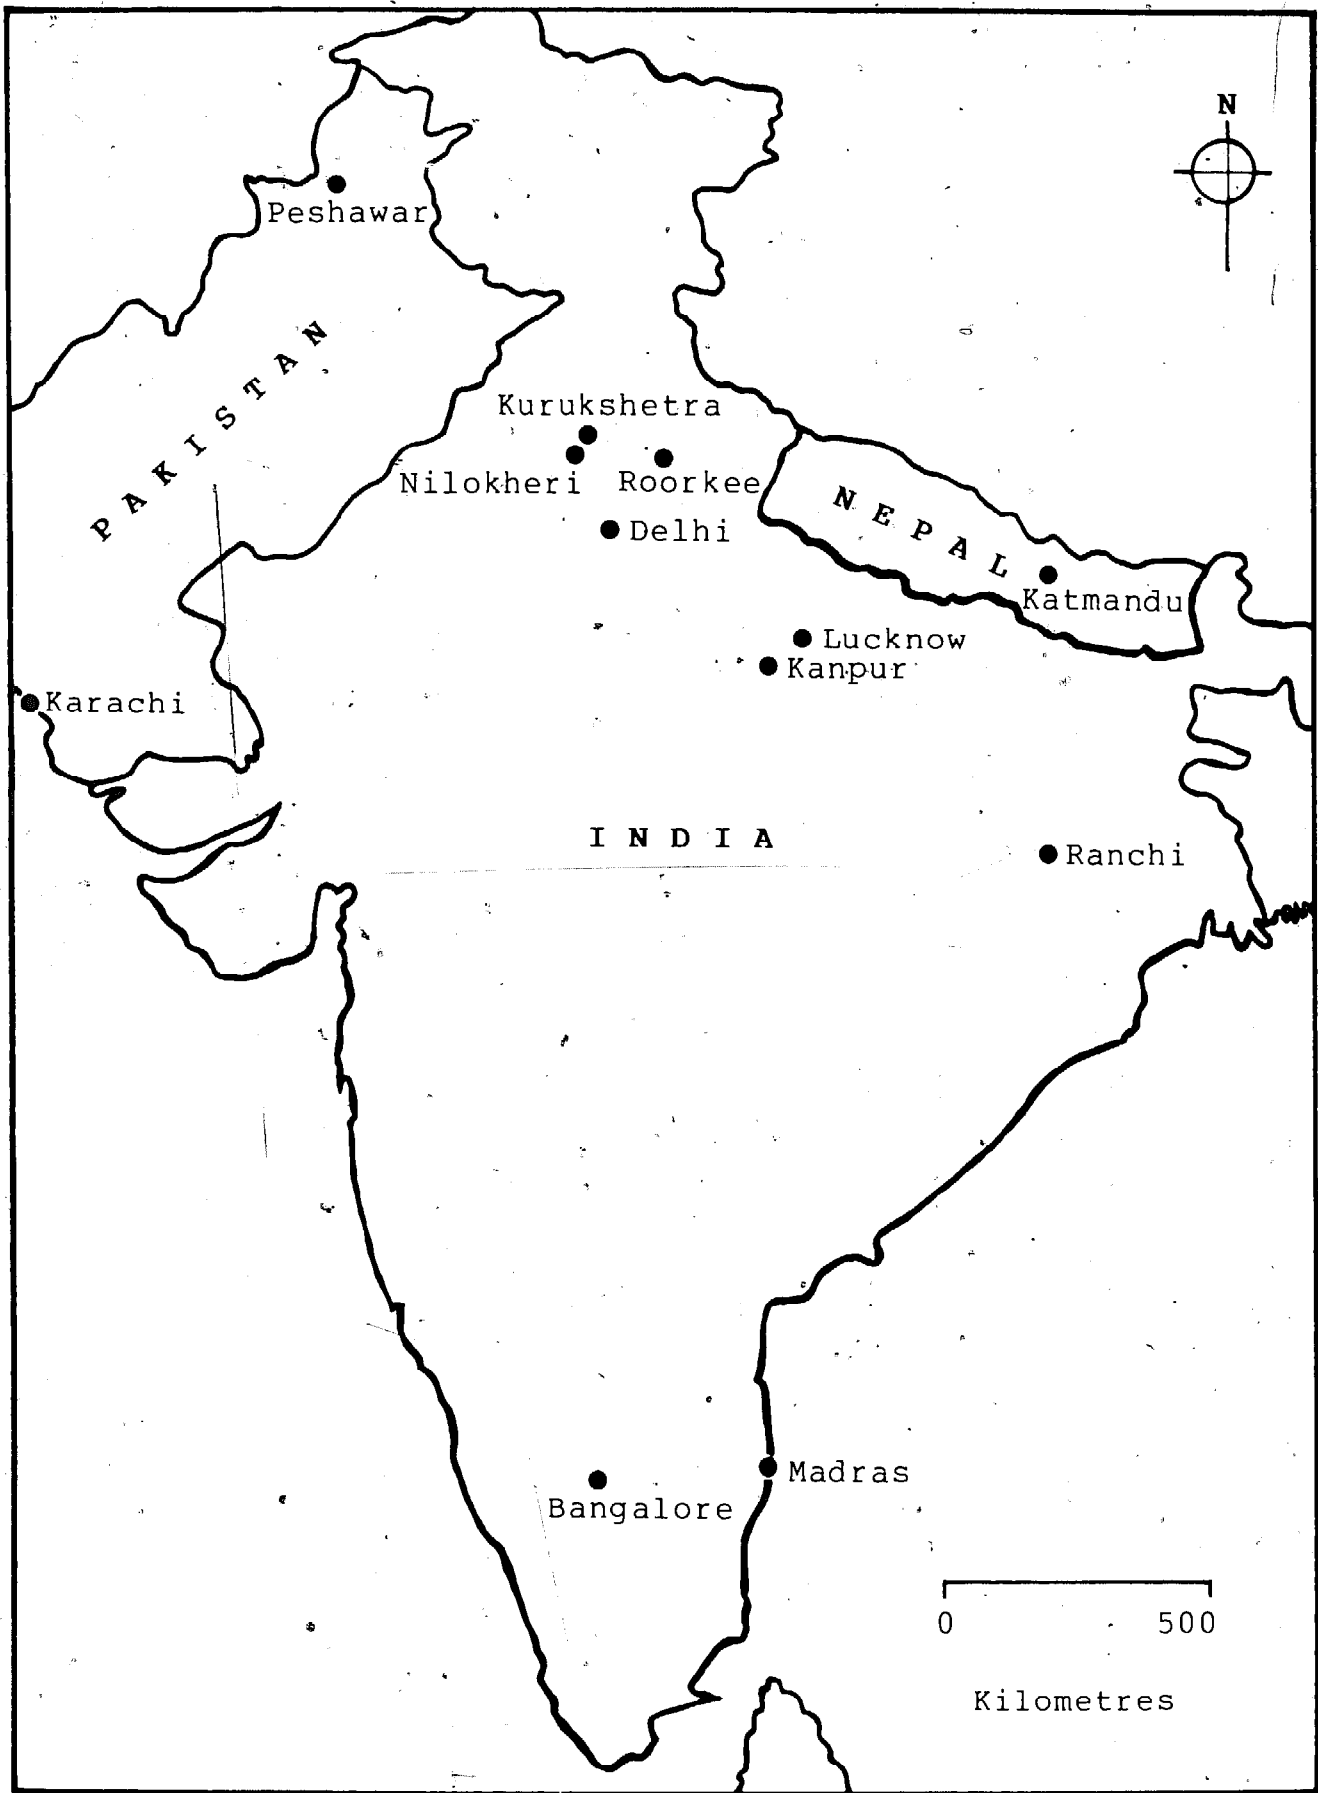 N
Peshawar
PAKISTAN
Kurukshetra
Nilokheri
Roorkee
Delhi
NEPAL
Katmandu
Lucknow
Kanpur
Karachi
INDIA
Ranchi
Madras
Bangalore
0 500
Kilometres